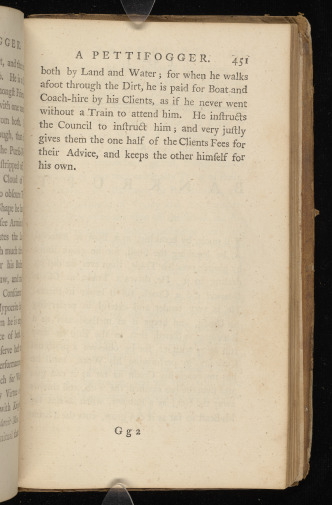 A PETTIFOGGER. 451
both by Land and Water; for when he walks
afoot through the Dirt, he is paid for Boat and
Coach-hire by his Clients, as if he never went
without a Train to attend him. He inſtructs
the Council to inſtruct him; and very juſtly
gives them the one half of the Clients Fees for
their Advice, and keeps the other himſelf for
his own.
G g 2